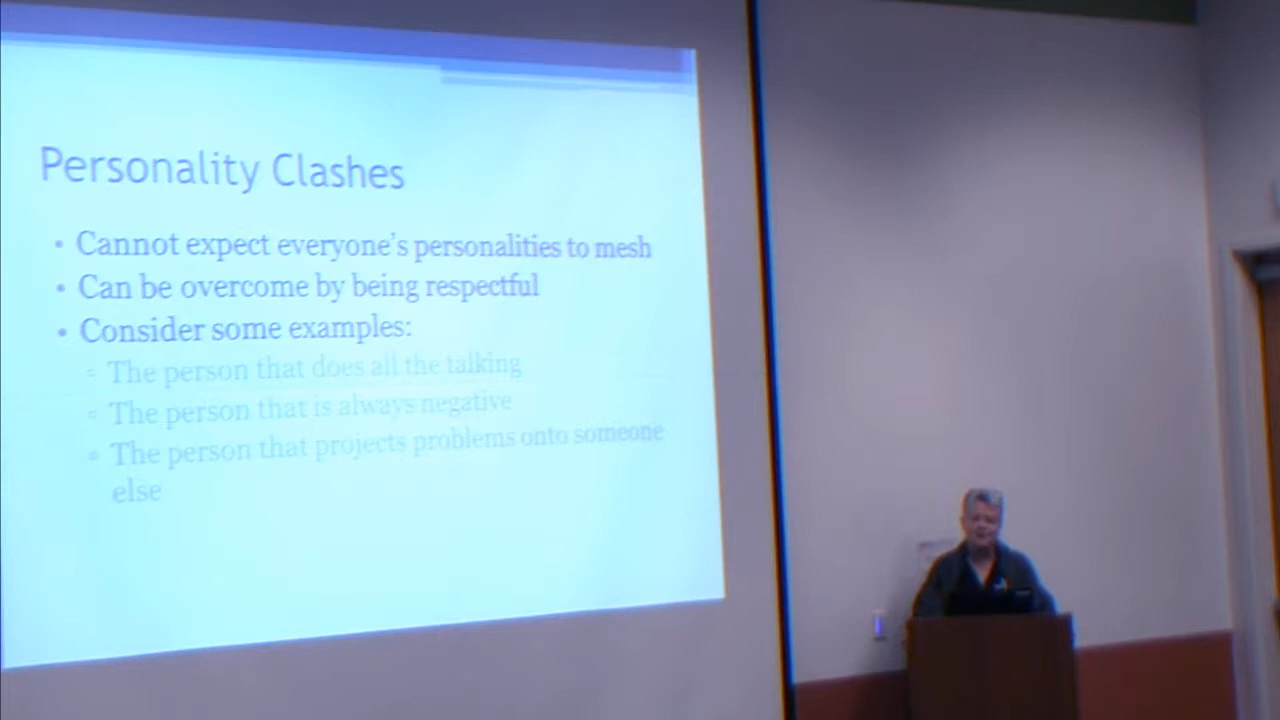 Personality Clashes
• Cannot expect everyone's personalities to mesh
• Can be overcome by being respectful
• Consider some examples:
▫ The person that does all the talking
▫ The person that is always negative
▫ The person that projects problems onto someone
else